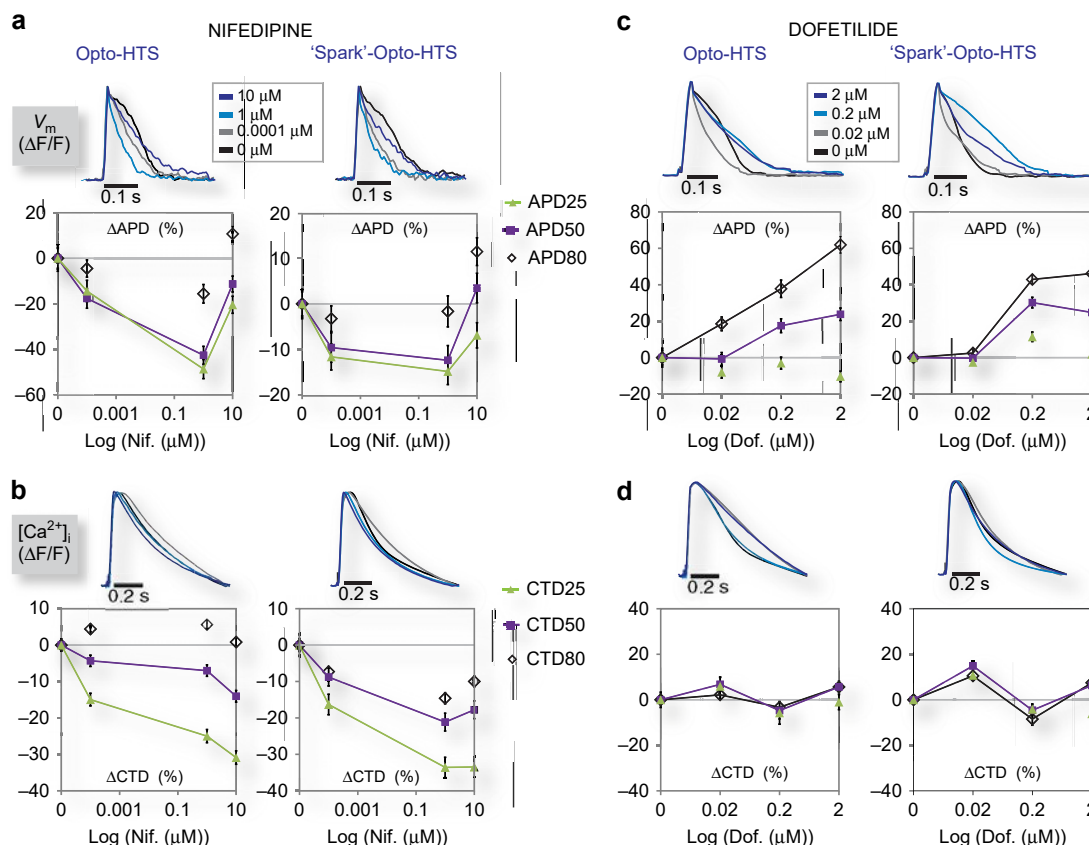 a
NIFEDIPINE
Opto-HTS
'Spark'-Opto-HTS
Vm
(ΔF/F)
10 µM
1 µM
0.0001 µM
0 µM
0.1 s
0.1 s
APD25
APD50
APD80
20
0
–20
–40
–60
ΔAPD (%)
0
0.001
0.1
10
Log (Nif. (µM))
20
10
0
–10
–20
ΔAPD (%)
0
0.001
0.1
10
Log (Nif. (µM))
b
[Ca2+]i
(ΔF/F)
0.2 s
0.2 s
CTD25
CTD50
CTD80
10
0
–10
–20
–30
–40
ΔCTD (%)
0
0.001
0.1
10
Log (Nif. (µM))
10
0
–10
–20
–30
–40
ΔCTD (%)
0
0.001
0.1
10
Log (Nif. (µM))
c
DOFETILIDE
Opto-HTS
'Spark'-Opto-HTS
2 µM
0.2 µM
0.02 µM
0 µM
0.1 s
0.1 s
80
60
40
20
0
–20
ΔAPD (%)
0
0.02
0.2
2
Log (Dof. (µM))
80
60
40
20
0
–20
ΔAPD (%)
0
0.02
0.2
2
Log (Dof. (µM))
d
0.2 s
0.2 s
40
20
0
–20
–40
ΔCTD (%)
0
0.02
0.2
2
Log (Dof. (µM))
40
20
0
–20
–40
ΔCTD (%)
0
0.02
0.2
2
Log (Dof. (µM))